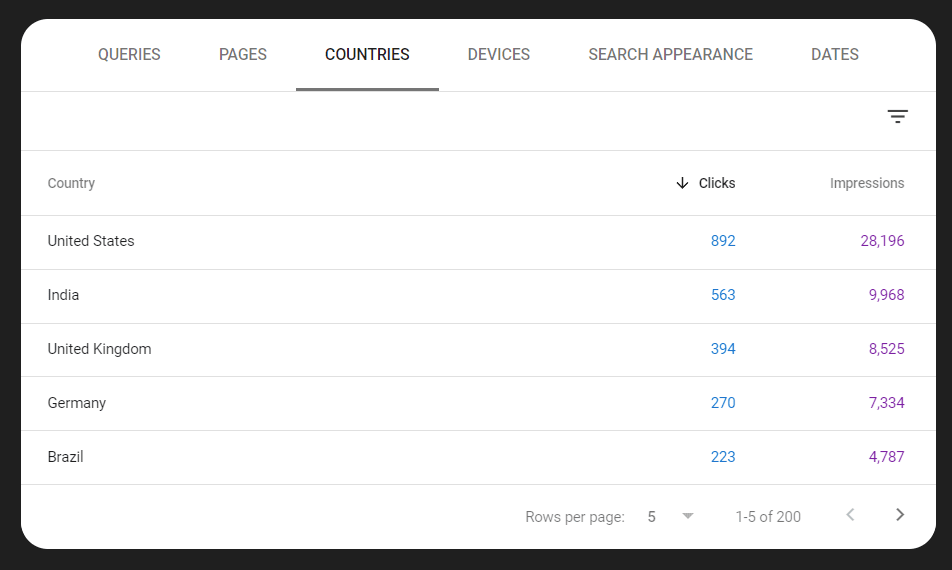 QUERIES PAGES COUNTRIES DEVICES SEARCH APPEARANCE DATES
Country Clicks Impressions
United States 892 28,196
India 563 9,968
United Kingdom 394 8,525
Germany 270 7,334
Brazil 223 4,787
Rows per page: 5 1-5 of 200